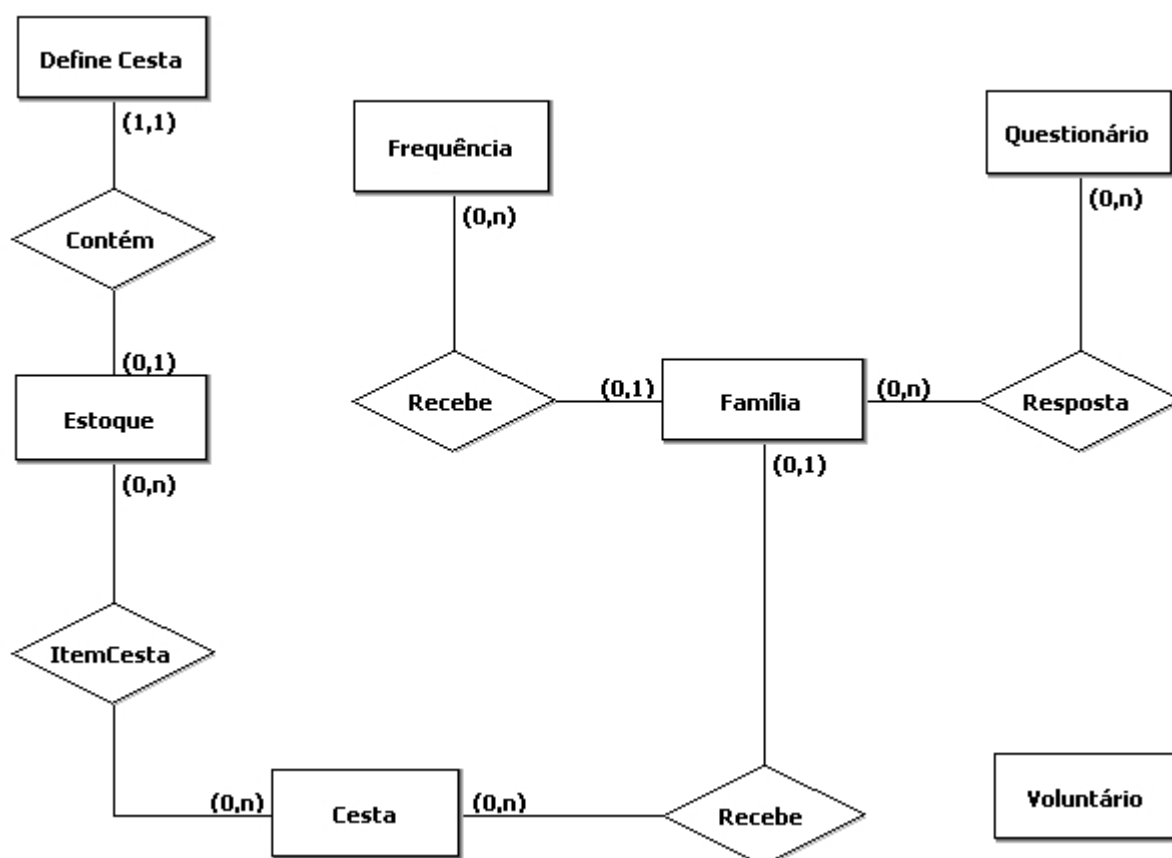 Define Cesta
(1,1)
Contém
(0,1)
Estoque
(0,n)
ItemCesta
(0,n)
Cesta
(0,n)
Recebe
(0,1)
Família
(0,1)
Recebe
(0,n)
Frequência
(0,n)
Resposta
(0,n)
Questionário
Voluntário